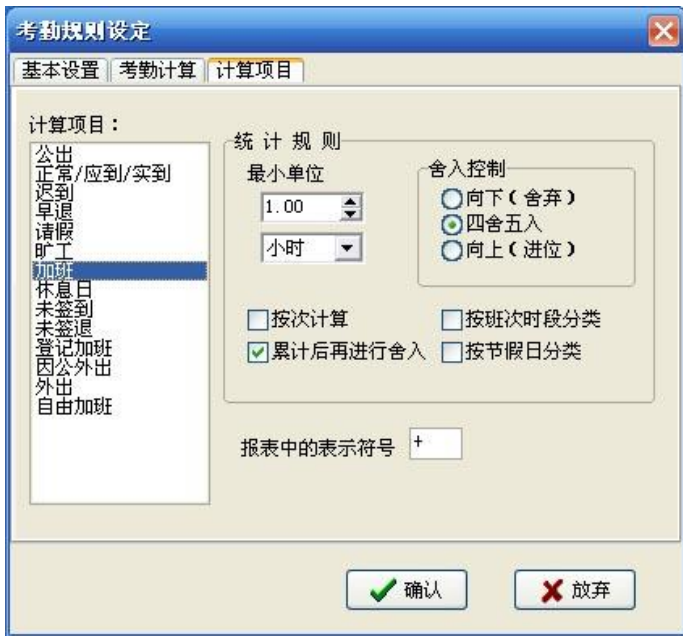 考勤规则设定
基本设置 考勤计算 计算项目
计算项目：
公出
正常/应到/实到
迟到
早退
请假
旷工
加班
休息日
未签到
未签退
登记加班
因公外出
外出
自由加班
统 计 规 则
最小单位
1.00
小时
舍入控制
向下（舍弃）
四舍五入
向上（进位）
按次计算
按班次时段分类
累计后再进行舍入
按节假日分类
报表中的表示符号 +
确认
放弃